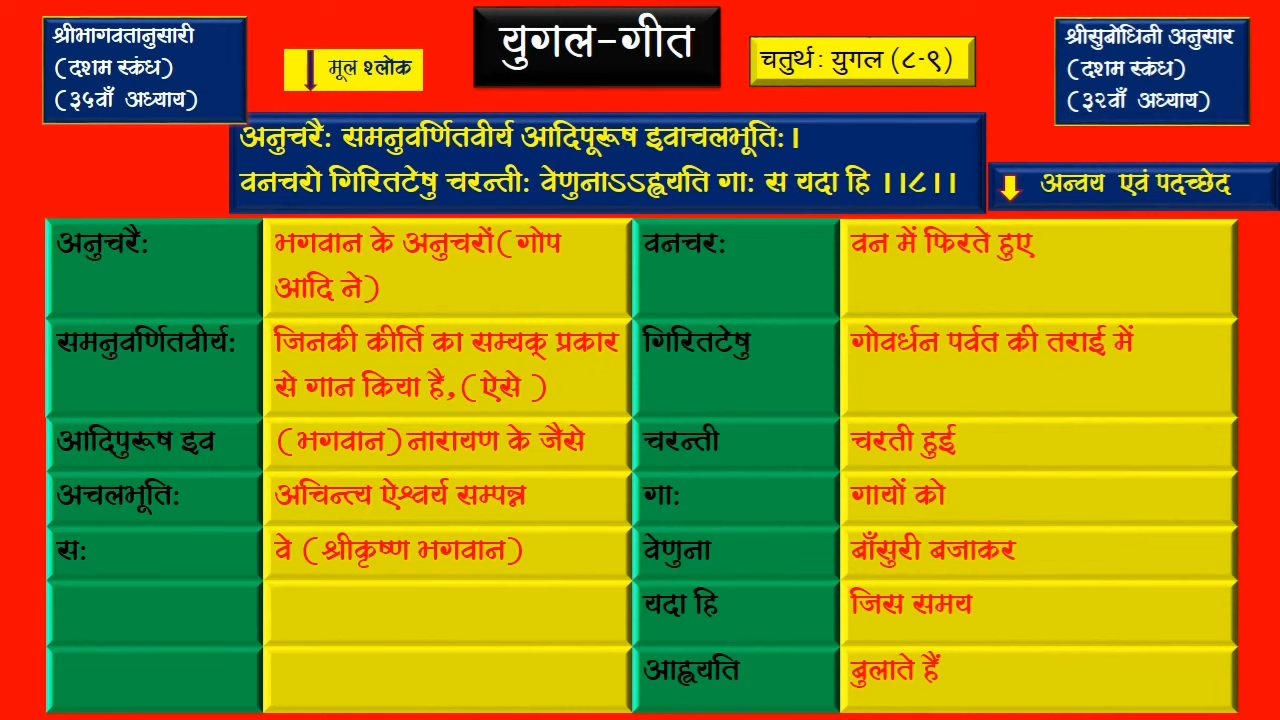 श्रीभागवतानुसारी
(दशम स्कंध)
(३५वाँ अध्याय)
मूल श्लोक
युगल-गीत
चतुर्थः युगल (८-९)
श्रीसुबोधिनी अनुसार
(दशम स्कंध)
(३२वाँ अध्याय)
अनुचरैः समनुवर्णितवीर्य आदिपूरूष इवाचलभूतिः।
वनचरो गिरितटेषु चरन्तीः वेणुनाऽऽह्वयति गाः स यदा हि ।।८।।
अन्वय एवं पदच्छेद
अनुचरैः
भगवान के अनुचरों(गोप
आदि ने)
वनचरः
वन में फिरते हुए
समनुवर्णितवीर्यः
जिनकी कीर्ति का सम्यक् प्रकार
से गान किया है,(ऐसे )
गिरितटेषु
गोवर्धन पर्वत की तराई में
आदिपुरूष इव
(भगवान)नारायण के जैसे
चरन्ती
चरती हुई
अचलभूतिः
अचिन्त्य ऐश्वर्य सम्पन्न
गाः
गायों को
सः
वे (श्रीकृष्ण भगवान)
वेणुना
बाँसुरी बजाकर
यदा हि
जिस समय
आह्वयति
बुलाते हैं